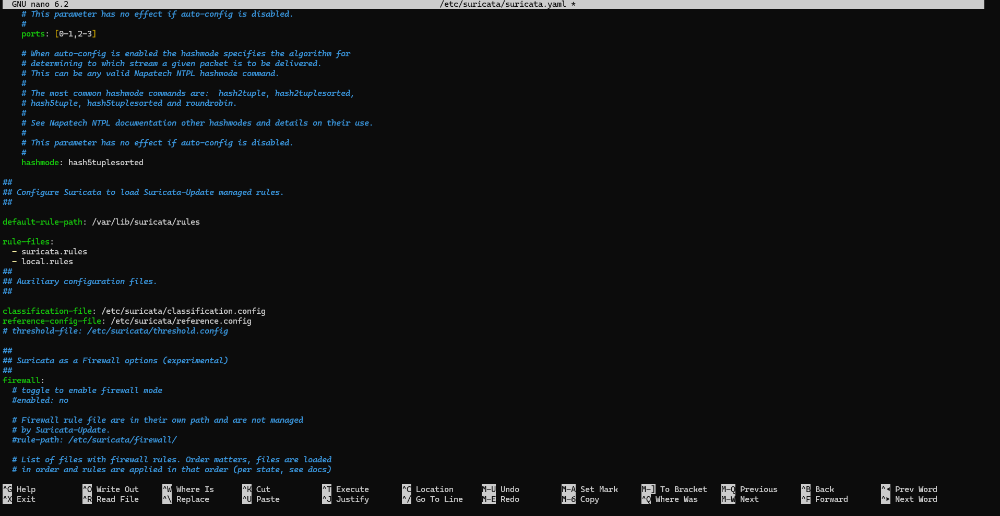 GNU nano 6.2 /etc/suricata/suricata.yaml *
# This parameter has no effect if auto-config is disabled.
#
ports: [0-1,2-3]
# When auto-config is enabled the hashmode specifies the algorithm for
# determining to which stream a given packet is to be delivered.
# This can be any valid Napatech NTPL hashmode command.
#
# The most common hashmode commands are:  hash2tuple, hash2tuplesorted,
# hash5tuple, hash5tuplesorted and roundrobin.
#
# See Napatech NTPL documentation other hashmodes and details on their use.
#
# This parameter has no effect if auto-config is disabled.
#
hashmode: hash5tuplesorted
##
## Configure Suricata to load Suricata-Update managed rules.
##
default-rule-path: /var/lib/suricata/rules
rule-files:
- suricata.rules
- local.rules
##
## Auxiliary configuration files.
##
classification-file: /etc/suricata/classification.config
reference-config-file: /etc/suricata/reference.config
# threshold-file: /etc/suricata/threshold.config
##
## Suricata as a Firewall options (experimental)
##
firewall:
# toggle to enable firewall mode
#enabled: no
# Firewall rule file are in their own path and are not managed
# by Suricata-Update.
#rule-path: /etc/suricata/firewall/
# List of files with firewall rules. Order matters, files are loaded
# in order and rules are applied in that order (per state, see docs)
^G Help ^O Write Out ^W Where Is ^K Cut ^T Execute ^C Location M-U Undo M-A Set Mark M-] To Bracket M-Q Previous ^B Back ^◂ Prev Word
^X Exit ^R Read File ^\ Replace ^U Paste ^J Justify ^/ Go To Line M-E Redo M-6 Copy ^Q Where Was M-W Next ^F Forward ^▸ Next Word